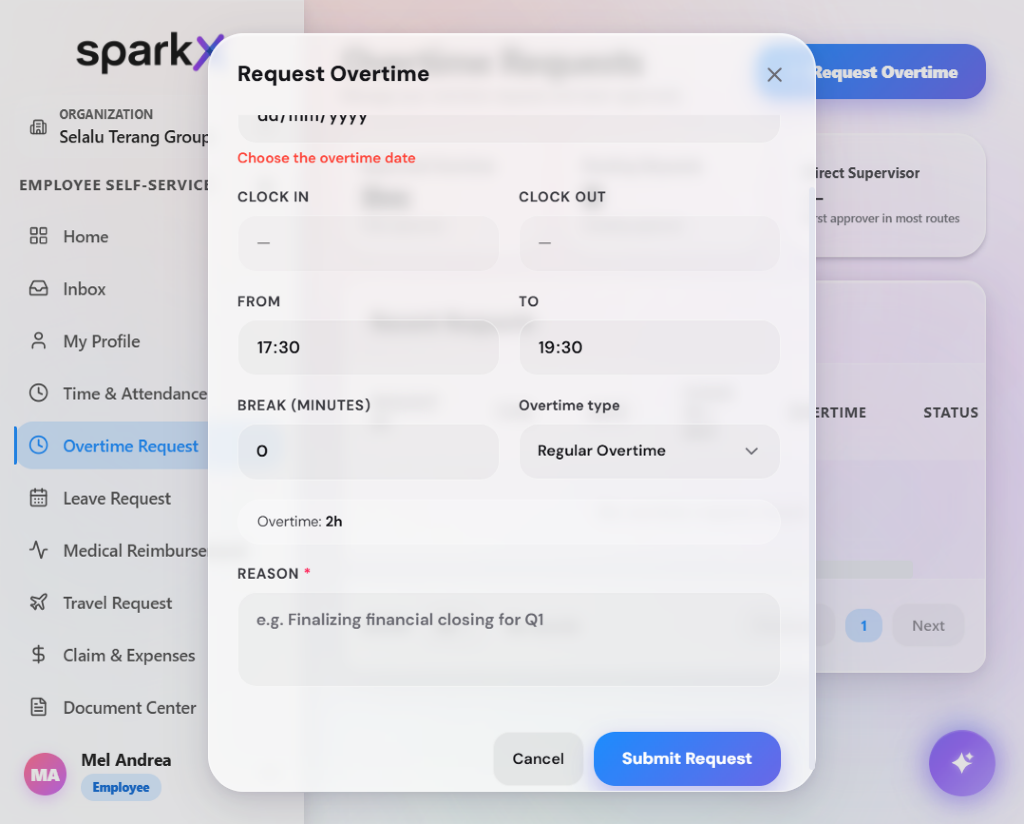 sparkX
ORGANIZATION
Selalu Terang Group
EMPLOYEE SELF-SERVICE
Home
Inbox
My Profile
Time & Attendance
Overtime Request
Leave Request
Medical Reimburse
Travel Request
Claim & Expenses
Document Center
MA
Mel Andrea
Employee
Request Overtime
dd/mm/yyyy
Choose the overtime date
CLOCK IN
CLOCK OUT
—
—
FROM
TO
17:30
19:30
BREAK (MINUTES)
Overtime type
0
Regular Overtime
Overtime: 2h
REASON *
e.g. Finalizing financial closing for Q1
Cancel
Submit Request
Overtime Requests
Request Overtime
irect Supervisor
—
rst approver in most routes
ERTIME
STATUS
1
Next